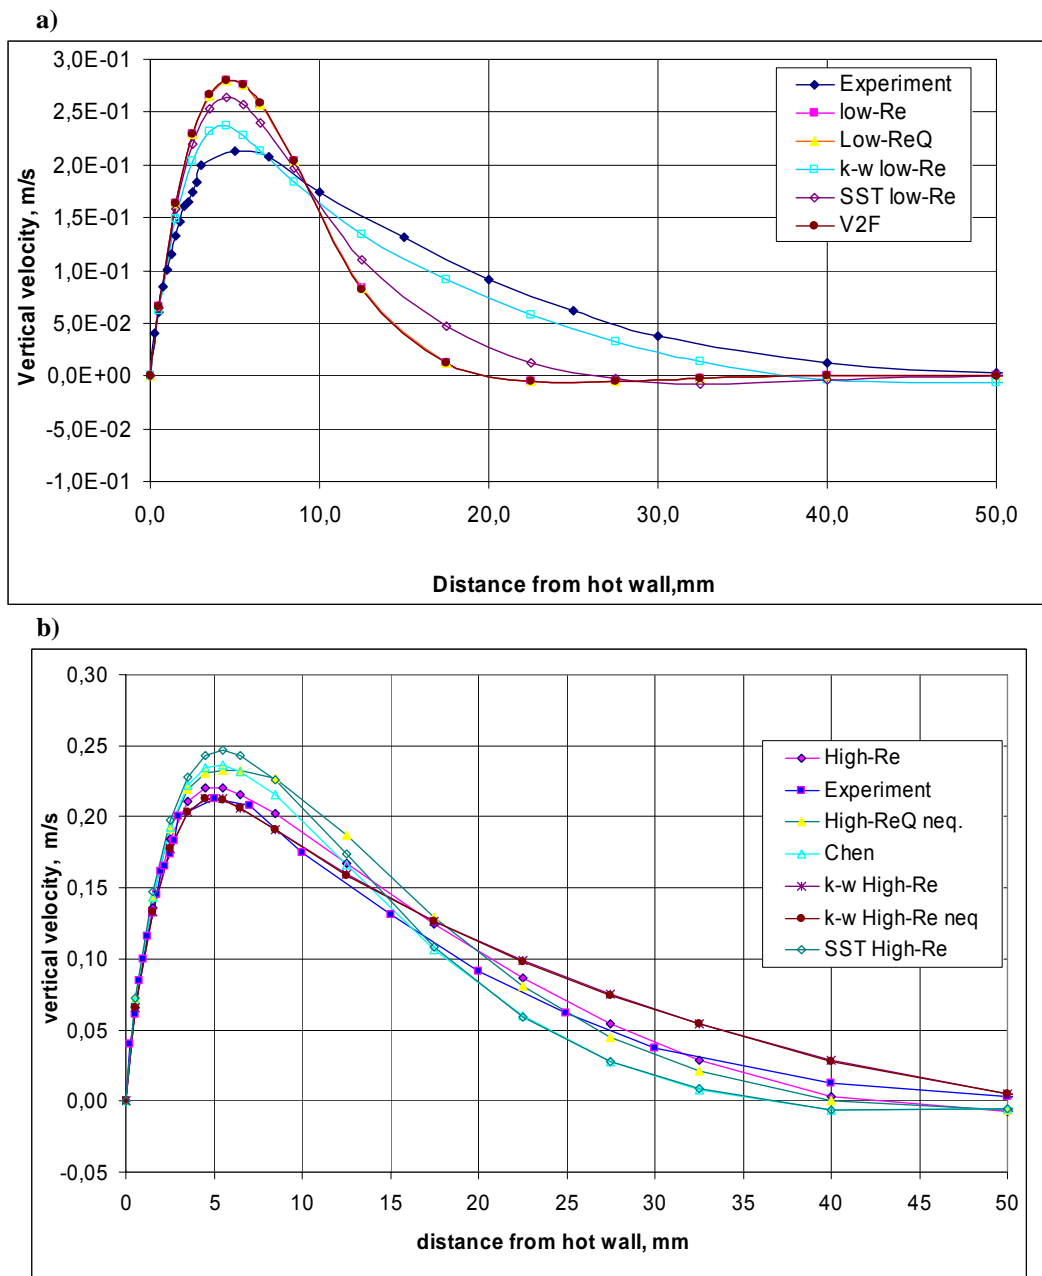 a)
3,0E-01
2,5E-01
2,0E-01
1,5E-01
1,0E-01
5,0E-02
0,0E+00
-5,0E-02
-1,0E-01
Vertical velocity, m/s
Experiment
low-Re
Low-ReQ
k-w low-Re
SST low-Re
V2F
0,0 10,0 20,0 30,0 40,0 50,0
Distance from hot wall,mm
b)
0,30
0,25
0,20
0,15
0,10
0,05
0,00
-0,05
vertical velocity, m/s
High-Re
Experiment
High-ReQ neq.
Chen
k-w High-Re
k-w High-Re neq
SST High-Re
0 5 10 15 20 25 30 35 40 45 50
distance from hot wall, mm